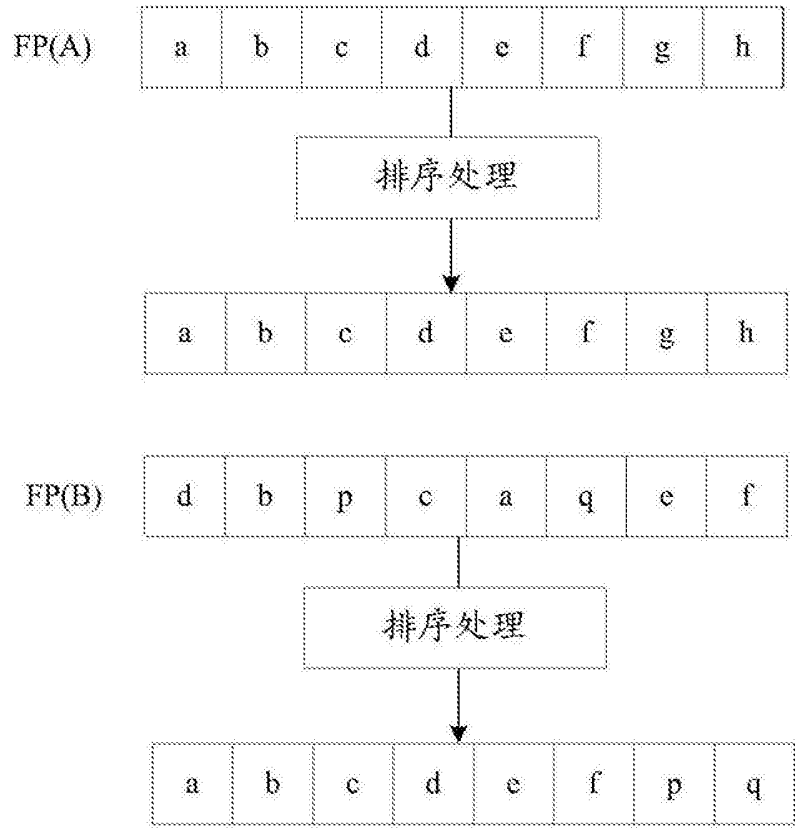 FP(A) a b c d e f g h
排序处理
a b c d e f g h
FP(B) d b p c a q e f
排序处理
a b c d e f p q